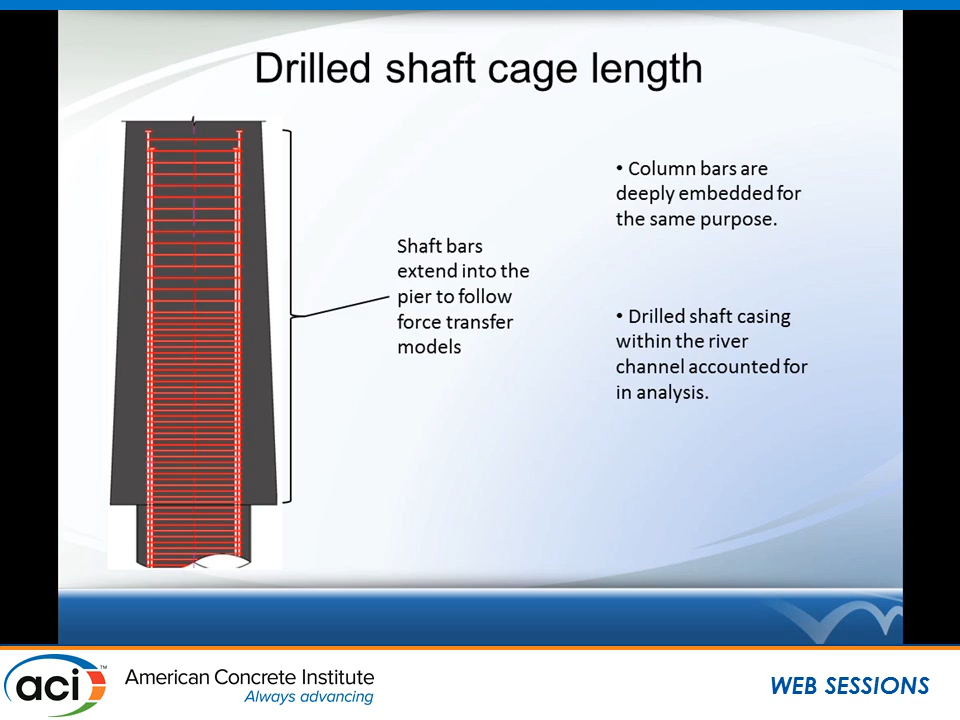 Drilled shaft cage length
Shaft bars
extend into the
pier to follow
force transfer
models
• Column bars are
deeply embedded for
the same purpose.
• Drilled shaft casing
within the river
channel accounted for
in analysis.
aci™
American Concrete Institute
Always advancing
WEB SESSIONS